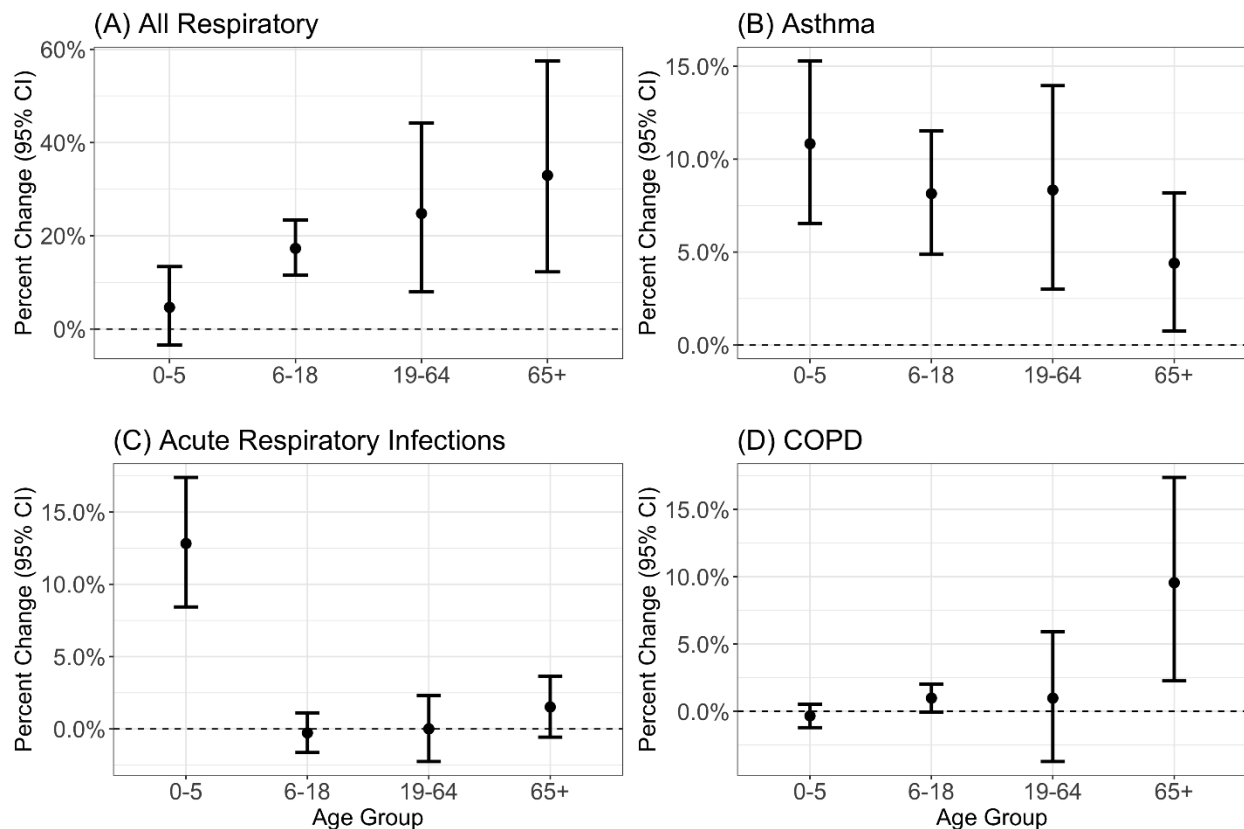 (A) All Respiratory
Percent Change (95% CI)
60%
40%
20%
0%
0-5 6-18 19-64 65+
(B) Asthma
Percent Change (95% CI)
15.0%
10.0%
5.0%
0.0%
0-5 6-18 19-64 65+
(C) Acute Respiratory Infections
Percent Change (95% CI)
15.0%
10.0%
5.0%
0.0%
0-5 6-18 19-64 65+
Age Group
(D) COPD
Percent Change (95% CI)
15.0%
10.0%
5.0%
0.0%
0-5 6-18 19-64 65+
Age Group